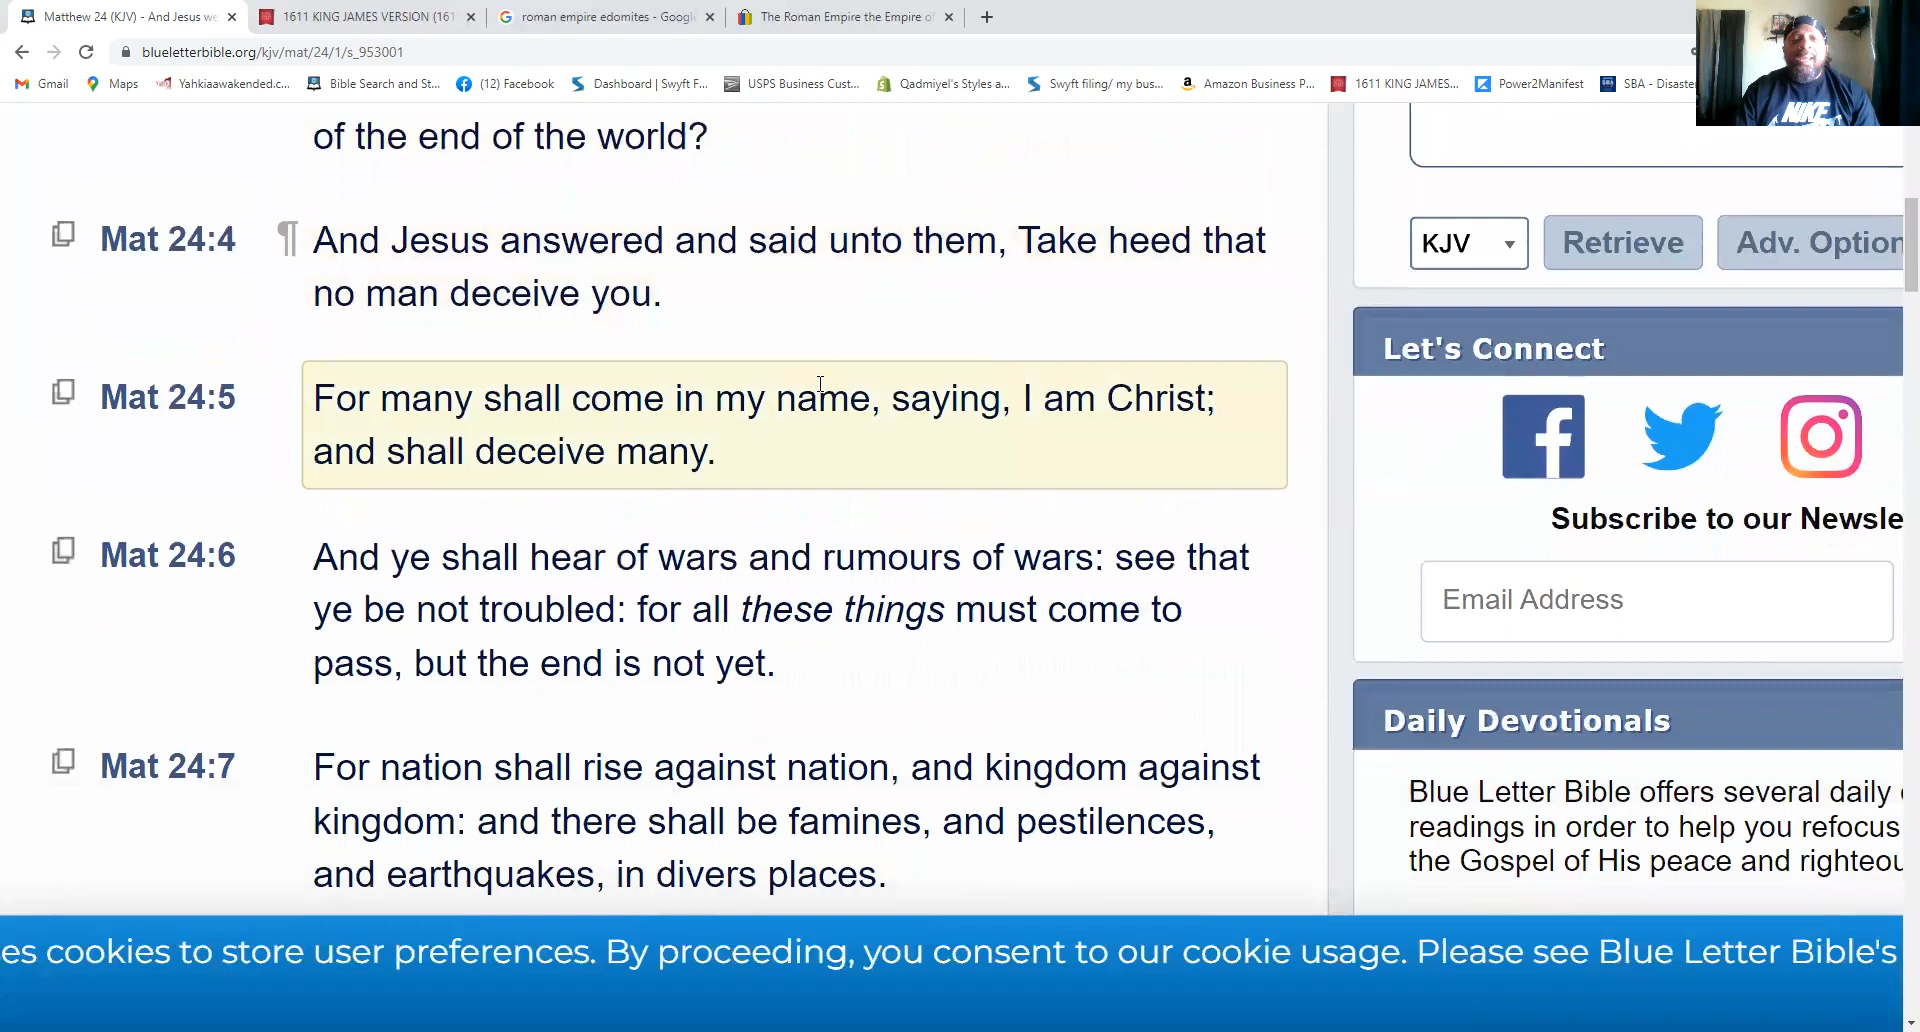 Matthew 24 (KJV) - And Jesus we
1611 KING JAMES VERSION (161
roman empire edomites - Google
The Roman Empire the Empire of
blueletterbible.org/kjv/mat/24/1/s_953001
Gmail
Maps
Yahkiaawakended.c...
Bible Search and St...
(12) Facebook
Dashboard | Swyft F...
USPS Business Cust...
Qadmiyel's Styles a...
Swyft filing/ my bus...
Amazon Business P...
1611 KING JAMES...
Power2Manifest
SBA - Disaste
NIKE
of the end of the world?
Mat 24:4 ¶ And Jesus answered and said unto them, Take heed that
no man deceive you.
Mat 24:5 For many shall come in my name, saying, I am Christ;
and shall deceive many.
Mat 24:6 And ye shall hear of wars and rumours of wars: see that
ye be not troubled: for all these things must come to
pass, but the end is not yet.
Mat 24:7 For nation shall rise against nation, and kingdom against
kingdom: and there shall be famines, and pestilences,
and earthquakes, in divers places.
KJV
Retrieve
Adv. Option
Let's Connect
Subscribe to our Newsle
Email Address
Daily Devotionals
Blue Letter Bible offers several daily
readings in order to help you refocus
the Gospel of His peace and righteou
es cookies to store user preferences. By proceeding, you consent to our cookie usage. Please see Blue Letter Bible's